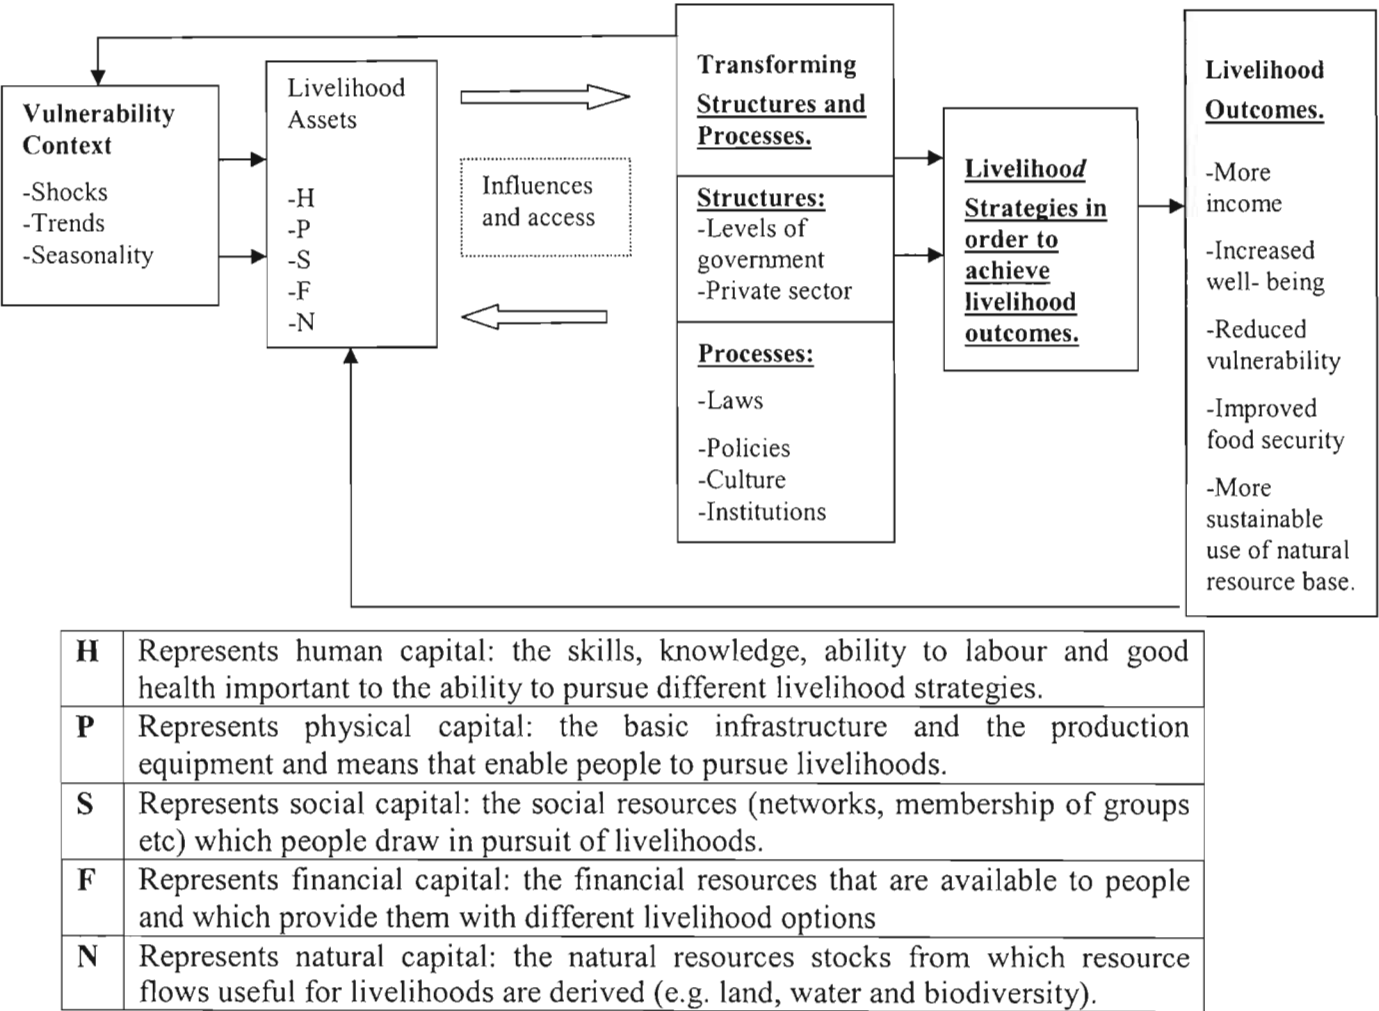 Vulnerability
Context
-Shocks
-Trends
-Seasonality
Livelihood
Assets
-H
-P
-S
-F
-N
Influences
and access
Transforming
Structures and
Processes.
Structures:
-Levels of
government
-Private sector
Processes:
-Laws
-Policies
-Culture
-Institutions
Livelihood
Strategies in
order to
achieve
livelihood
outcomes.
Livelihood
Outcomes.
-More
income
-Increased
well- being
-Reduced
vulnerability
-Improved
food security
-More
sustainable
use of natural
resource base.
H Represents human capital: the skills, knowledge, ability to labour and good
health important to the ability to pursue different livelihood strategies.
P Represents physical capital: the basic infrastructure and the production
equipment and means that enable people to pursue livelihoods.
S Represents social capital: the social resources (networks, membership of groups
etc) which people draw in pursuit of livelihoods.
F Represents financial capital: the financial resources that are available to people
and which provide them with different livelihood options
N Represents natural capital: the natural resources stocks from which resource
flows useful for livelihoods are derived (e.g. land, water and biodiversity).